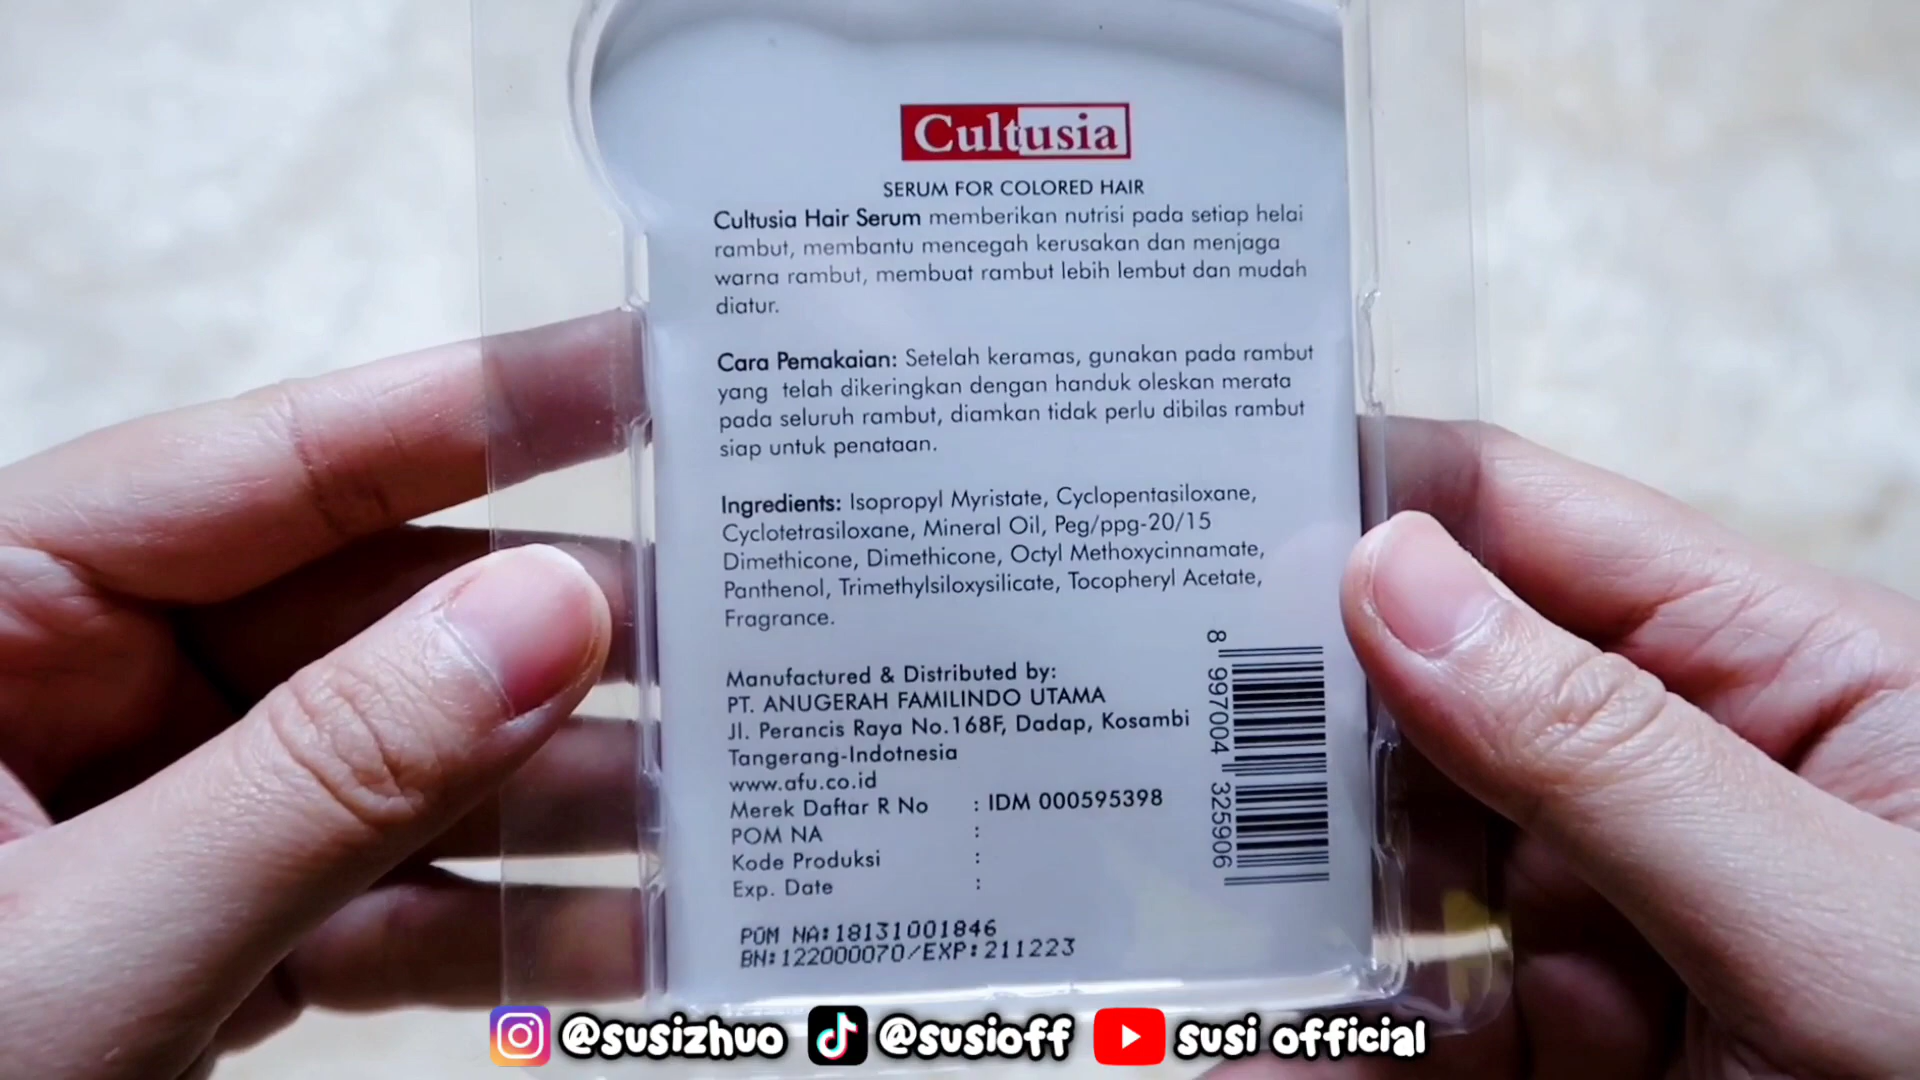 Cultusia
SERUM FOR COLORED HAIR
Cultusia Hair Serum memberikan nutrisi pada setiap helai
rambut, membantu mencegah kerusakan dan menjaga
warna rambut, membuat rambut lebih lembut dan mudah
diatur.
Cara Pemakaian: Setelah keramas, gunakan pada rambut
yang telah dikeringkan dengan handuk oleskan merata
pada seluruh rambut, diamkan tidak perlu dibilas rambut
siap untuk penataan.
Ingredients: Isopropyl Myristate, Cyclopentasiloxane,
Cyclotetrasiloxane, Mineral Oil, Peg/ppg-20/15
Dimethicone, Dimethicone, Octyl Methoxycinnamate,
Panthenol, Trimethylsiloxysilicate, Tocopheryl Acetate,
Fragrance.
Manufactured & Distributed by:
PT. ANUGERAH FAMILINDO UTAMA
Jl. Perancis Raya No.168F, Dadap, Kosambi
Tangerang-Indotnesia
www.afu.co.id
Merek Daftar R No : IDM 000595398
POM NA :
Kode Produksi :
Exp. Date :
8 997004 325906
POM NA:18131001846
BN:122000070/EXP:211223
@susizhuo @susioff susi official